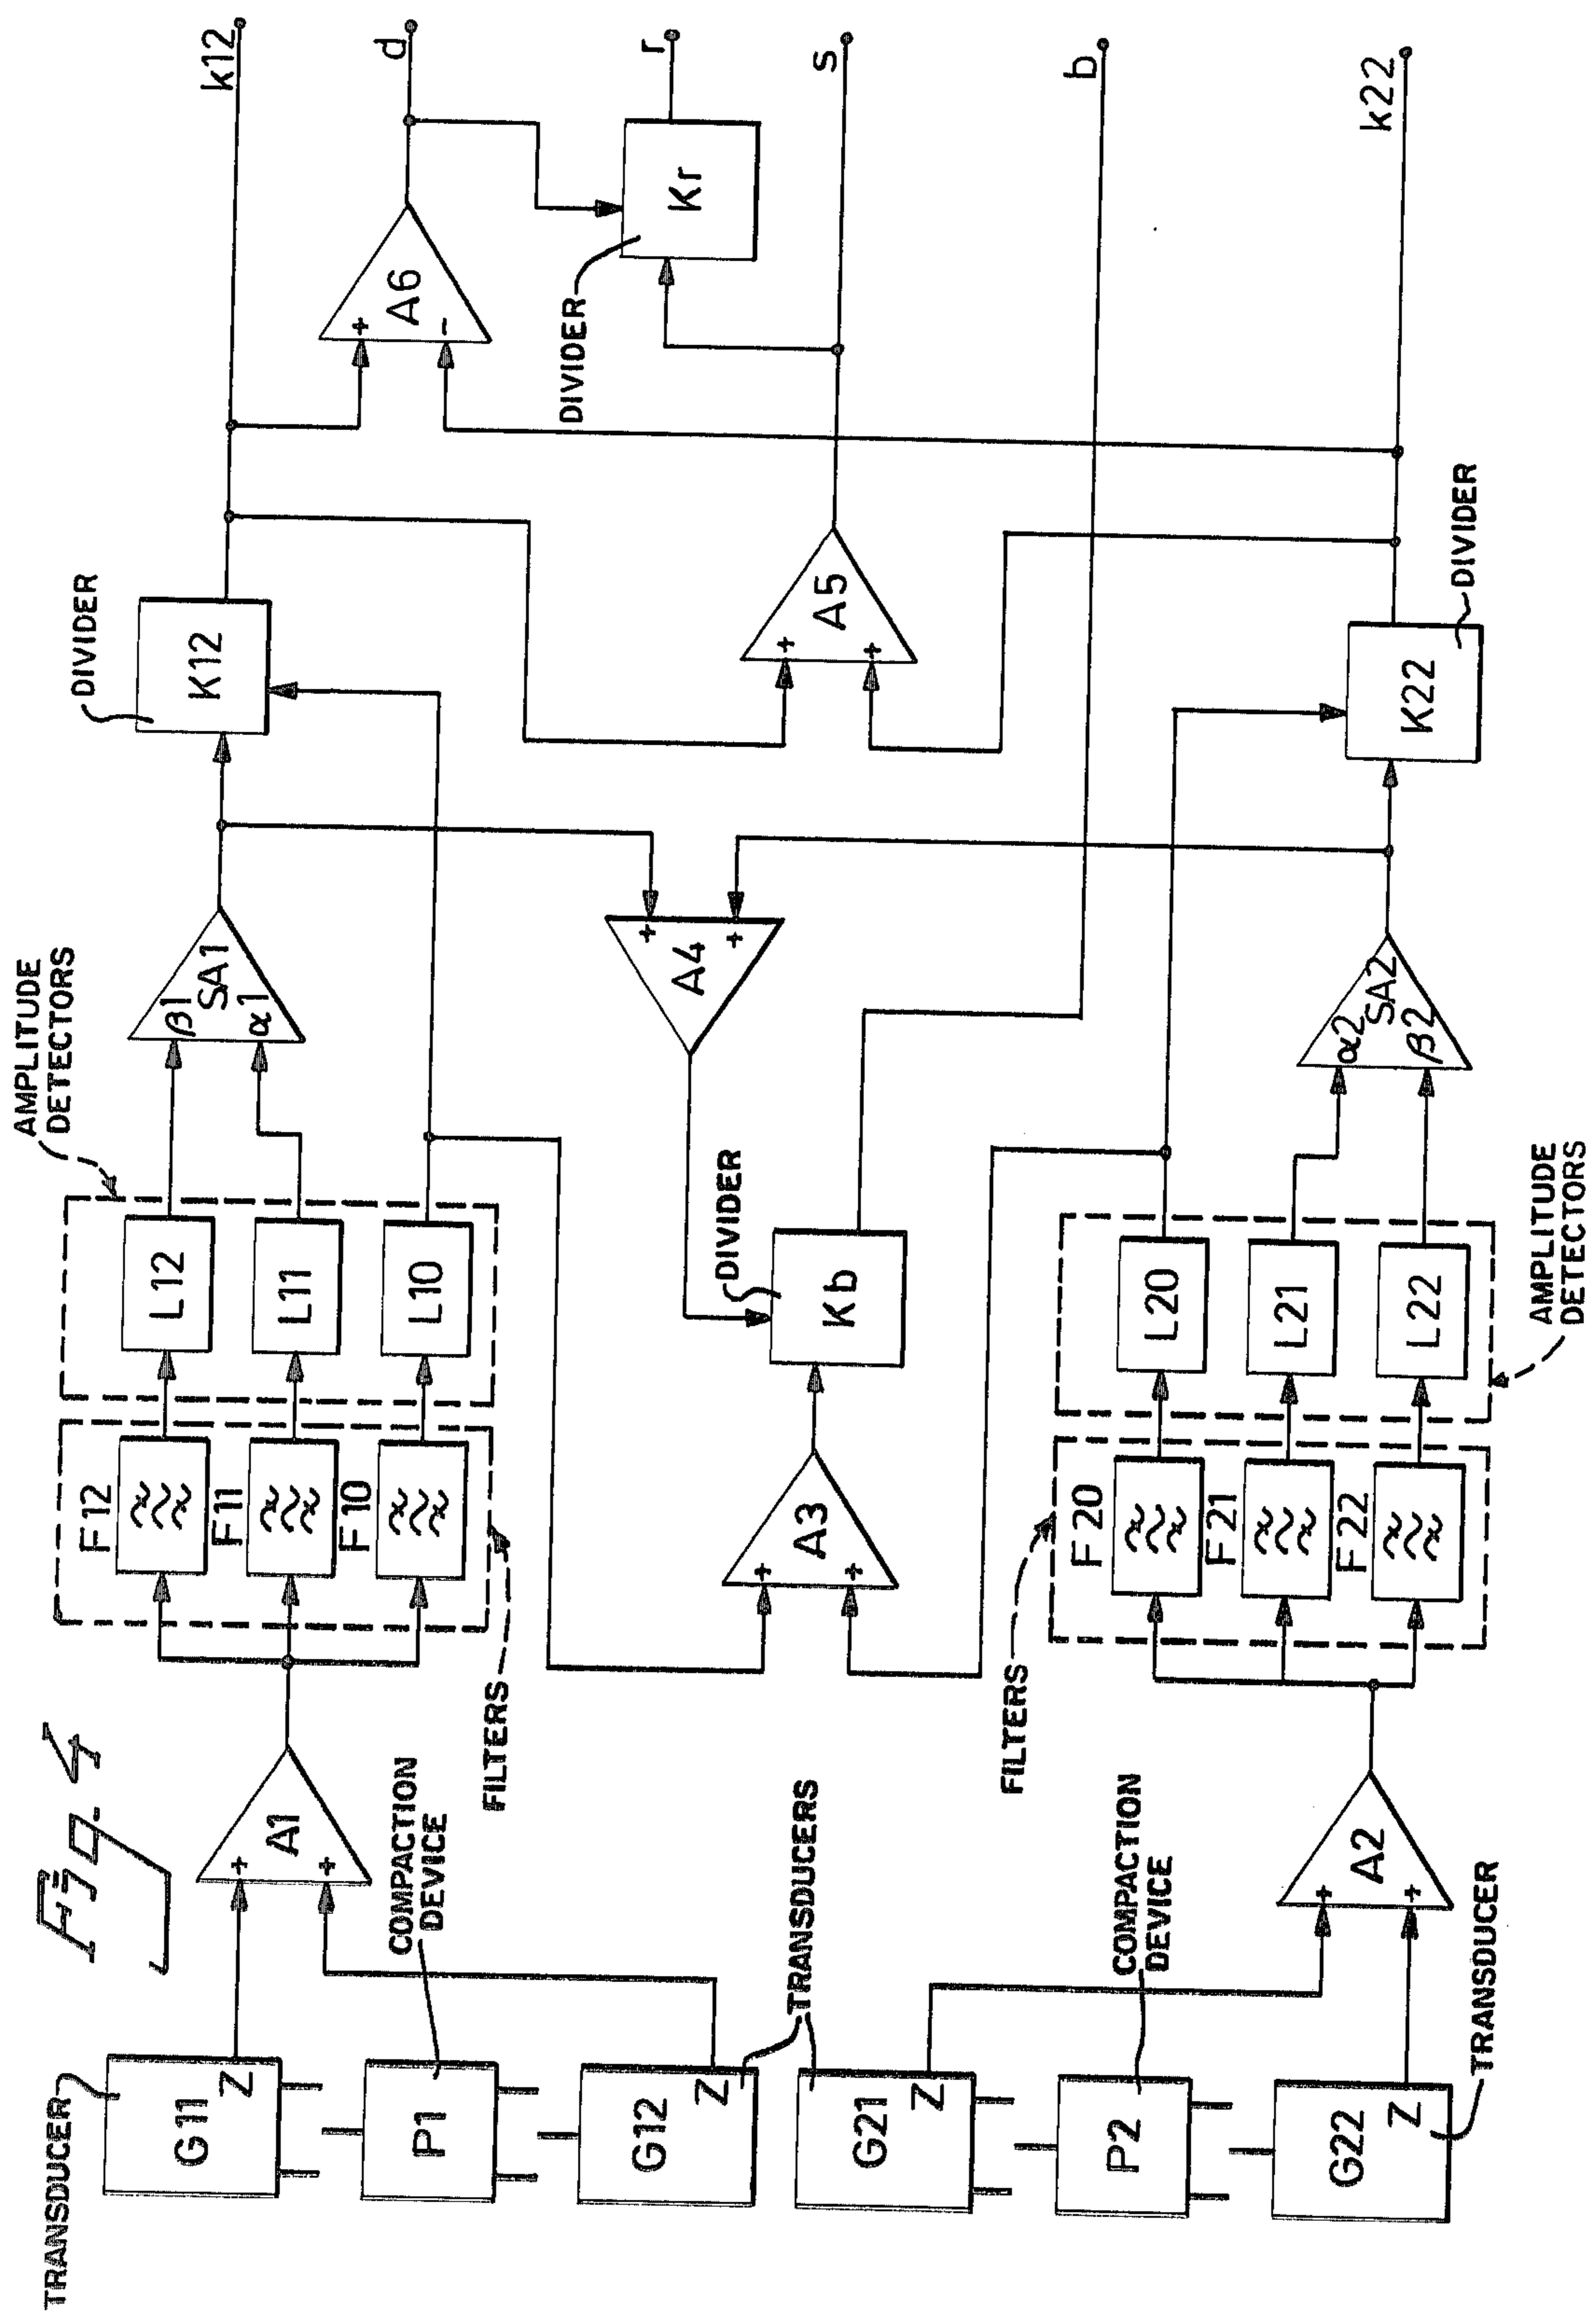 Fig. 4
TRANSDUCER
G11
Z
P1
COMPACTION
DEVICE
G12
Z
TRANSDUCERS
G21
Z
P2
COMPACTION
DEVICE
G22
Z
TRANSDUCER
A1
+
+
A2
+
+
FILTERS
F12
F11
F10
FILTERS
F20
F21
F22
AMPLITUDE
DETECTORS
L12
L11
L10
L20
L21
L22
AMPLITUDE
DETECTORS
A3
+
+
DIVIDER
Kb
A4
+
+
β1
SA1
α1
α2
SA2
β2
DIVIDER
K12
K22
DIVIDER
A5
+
+
A6
+
-
DIVIDER
Kr
k12
d
r
s
b
k22